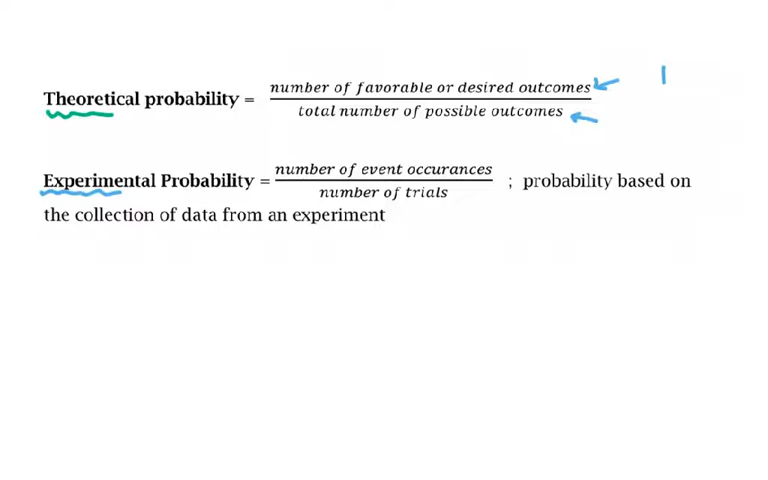 Theoretical probability = number of favorable or desired outcomes / total number of possible outcomes
Experimental Probability = number of event occurances / number of trials ; probability based on
the collection of data from an experiment